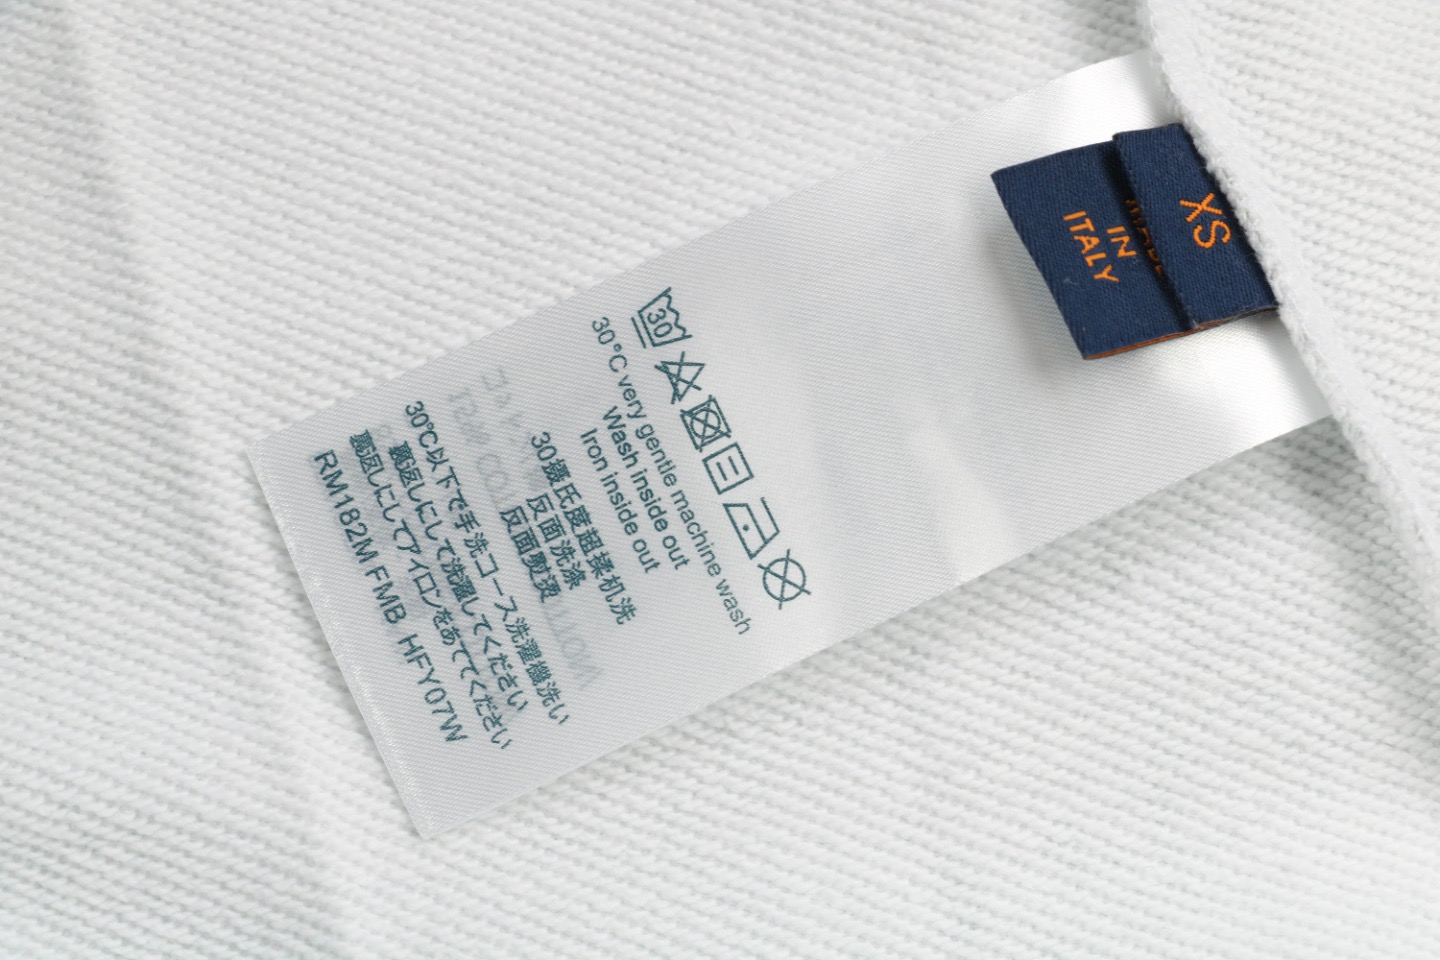 XS
MADE
IN
ITALY
30
30°C very gentle machine wash
Wash inside out
Iron inside out
30摄氏度超揉机洗
反面洗涤
反面熨烫
30°C以下で手洗コース洗濯機洗い
裏返しにして洗濯してください
裏返しにしてアイロンをあててください
RM182M FMB HFY07W